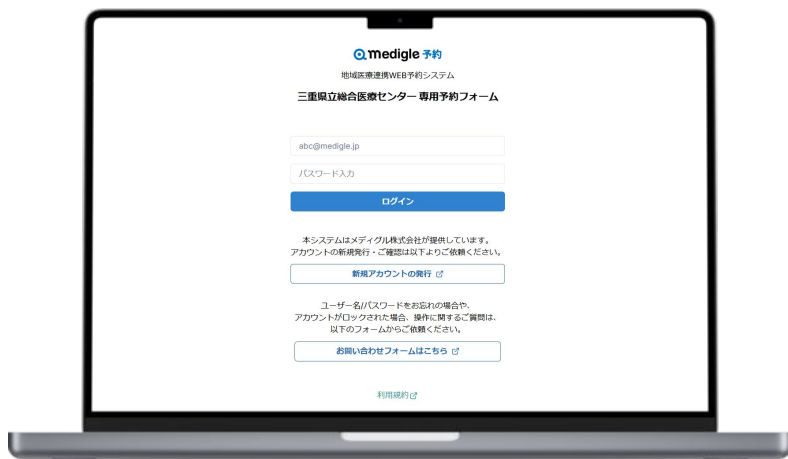 medigle 予約
地域医療連携WEB予約システム
三重県立総合医療センター 専用予約フォーム
abc@medigle.jp
パスワード入力
ログイン
本システムはメディグル株式会社が提供しています。
アカウントの新規発行・ご確認は以下よりご依頼ください。
新規アカウントの発行
ユーザー名/パスワードをお忘れの場合や、
アカウントがロックされた場合、操作に関するご質問は、
以下のフォームからご依頼ください。
お問い合わせフォームはこちら
利用規約